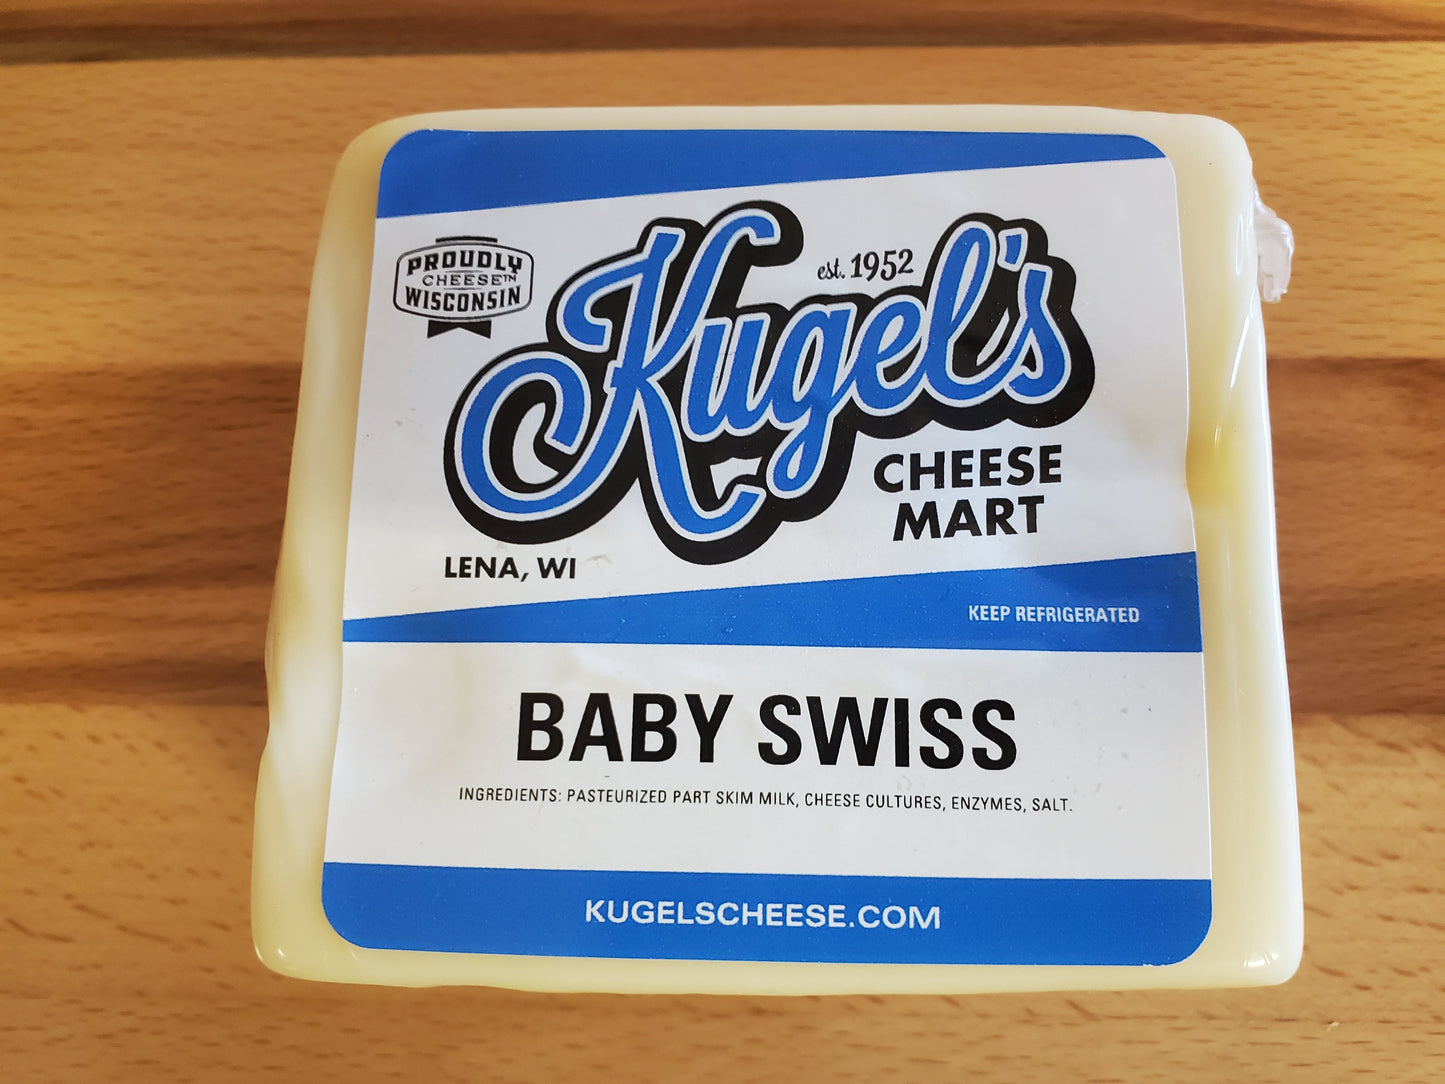 PROUDLY
CHEESE™
WISCONSIN
est. 1952
Kugel's
CHEESE
MART
LENA, WI
KEEP REFRIGERATED
BABY SWISS
INGREDIENTS: PASTEURIZED PART SKIM MILK, CHEESE CULTURES, ENZYMES, SALT.
KUGELSCHEESE.COM